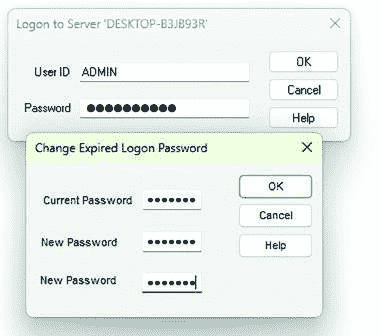 Logon to Server 'DESKTOP-B3JB93R'
User ID ADMIN OK
Password ●●●●●●●●●● Cancel
Help
Change Expired Logon Password
Current Password ●●●●●●● OK
New Password ●●●●●●● Cancel
Help
New Password ●●●●●●●